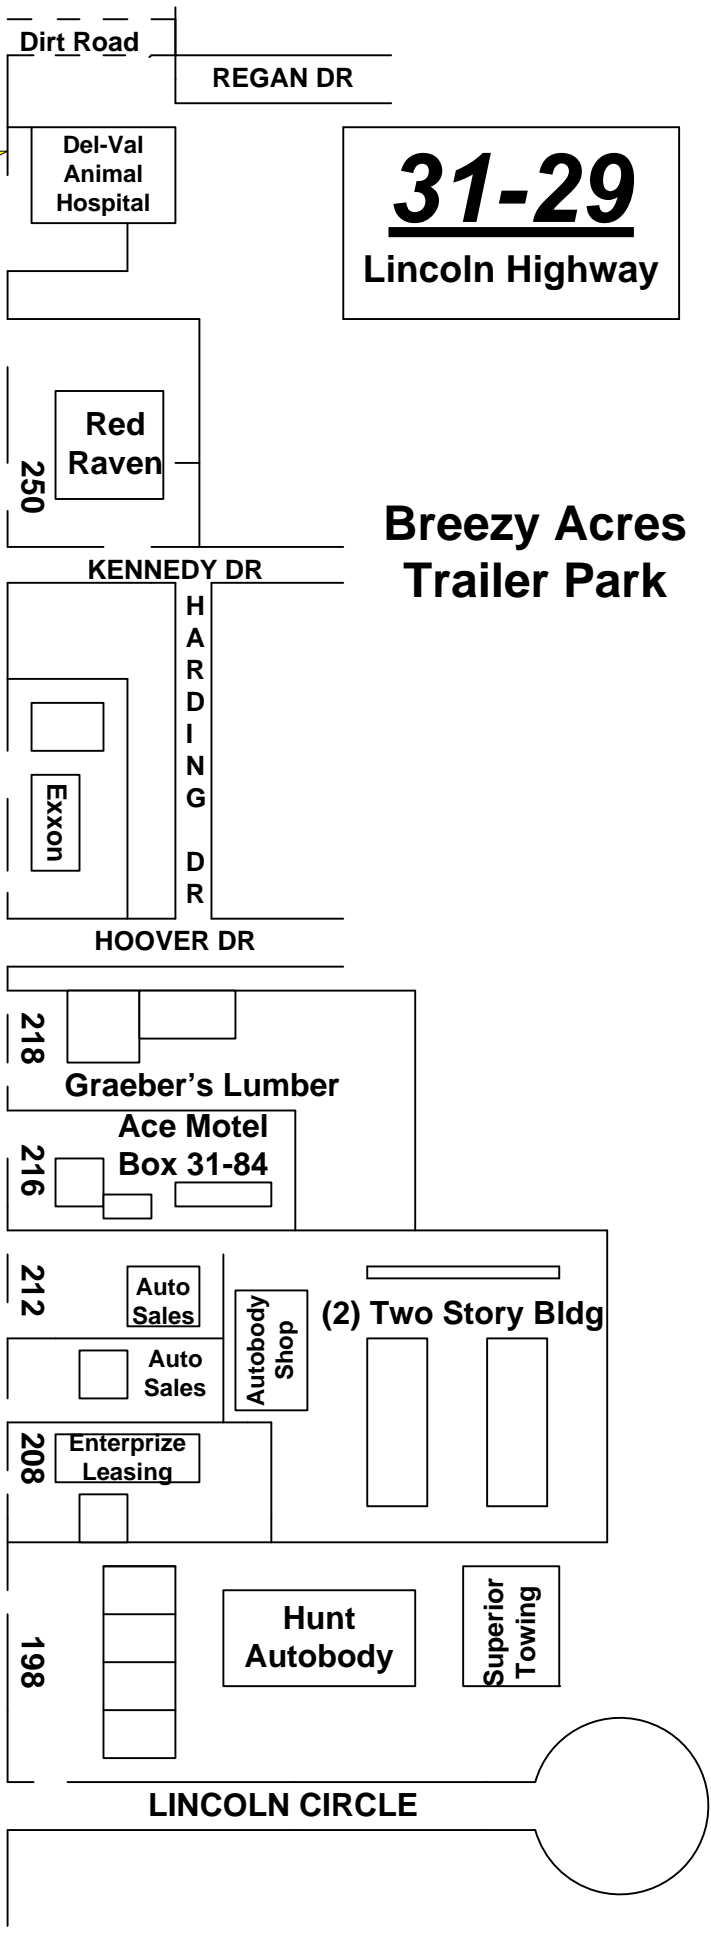 Dirt Road
REGAN DR
Del-Val
Animal
Hospital
31-29
Lincoln Highway
Red
Raven
250
Breezy Acres
Trailer Park
KENNEDY DR
HARDING DR
Exxon
HOOVER DR
218
Graeber's Lumber
Ace Motel
Box 31-84
216
212
Auto
Sales
Autobody
Shop
(2) Two Story Bldg
Auto
Sales
208
Enterprize
Leasing
198
Hunt
Autobody
Superior
Towing
LINCOLN CIRCLE